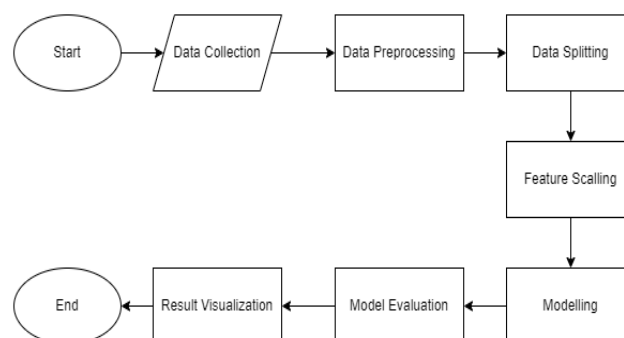 Start
Data Collection
Data Preprocessing
Data Splitting
Feature Scalling
Modelling
Model Evaluation
Result Visualization
End